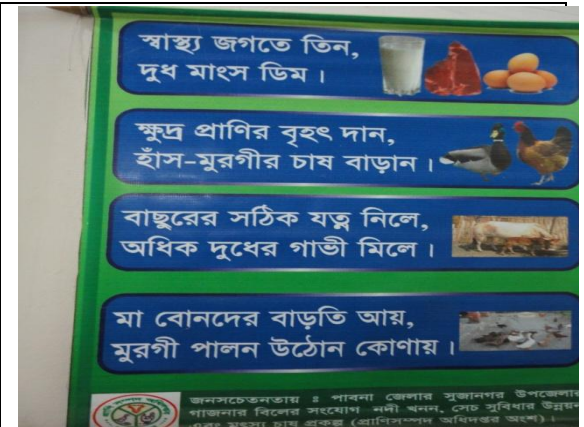 স্বাস্থ্য জগতে তিন,
দুধ মাংস ডিম।
ক্ষুদ্র প্রাণির বৃহৎ দান,
হাঁস-মুরগীর চাষ বাড়ান।
বাছুরের সঠিক যত্ন নিলে,
অধিক দুধের গাভী মিলে।
মা বোনদের বাড়তি আয়,
মুরগী পালন উঠোন কোণায়।
জনসচেতনতায় ঃ পাবনা জেলার সুজানগর উপজেলার
গাজনার বিলের সংযোগ নদী খনন, সেচ সুবিধার উন্নয়ন
এবং মৎস্য চাষ প্রকল্প (প্রাণিসম্পদ অধিদপ্তর অংশ)।